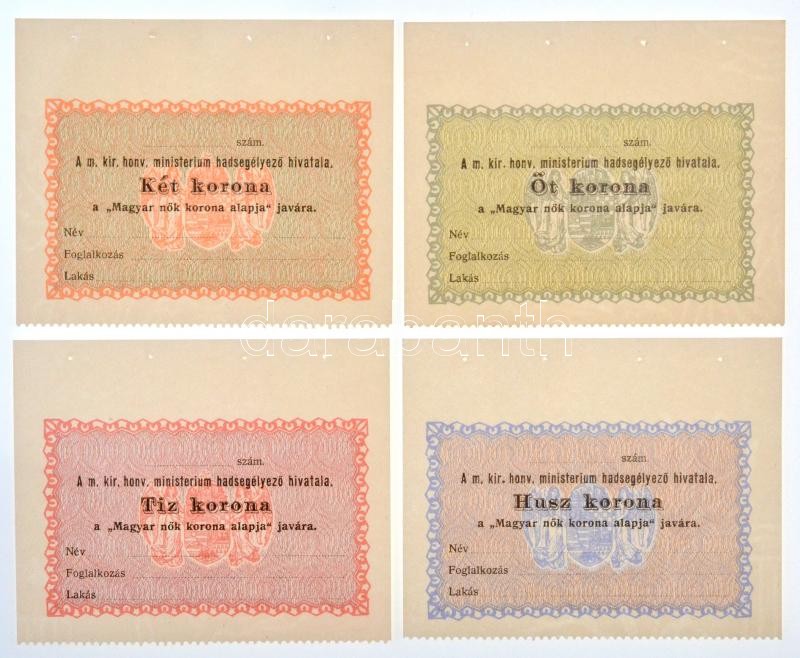 szám.
A m. kir. honv. ministerium hadsegélyező hivatala.
Két korona
a „Magyar nők korona alapja“ javára.
Név
Foglalkozás
Lakás
szám.
A m. kir. honv. ministerium hadsegélyező hivatala.
Őt korona
a „Magyar nők korona alapja“ javára.
Név
Foglalkozás
Lakás
darabanth
szám.
A m. kir. honv. ministerium hadsegélyező hivatala.
Tiz korona
a „Magyar nők korona alapja“ javára.
Név
Foglalkozás
Lakás
szám.
A m. kir. honv. ministerium hadsegélyező hivatala.
Husz korona
a „Magyar nők korona alapja“ javára.
Név
Foglalkozás
Lakás